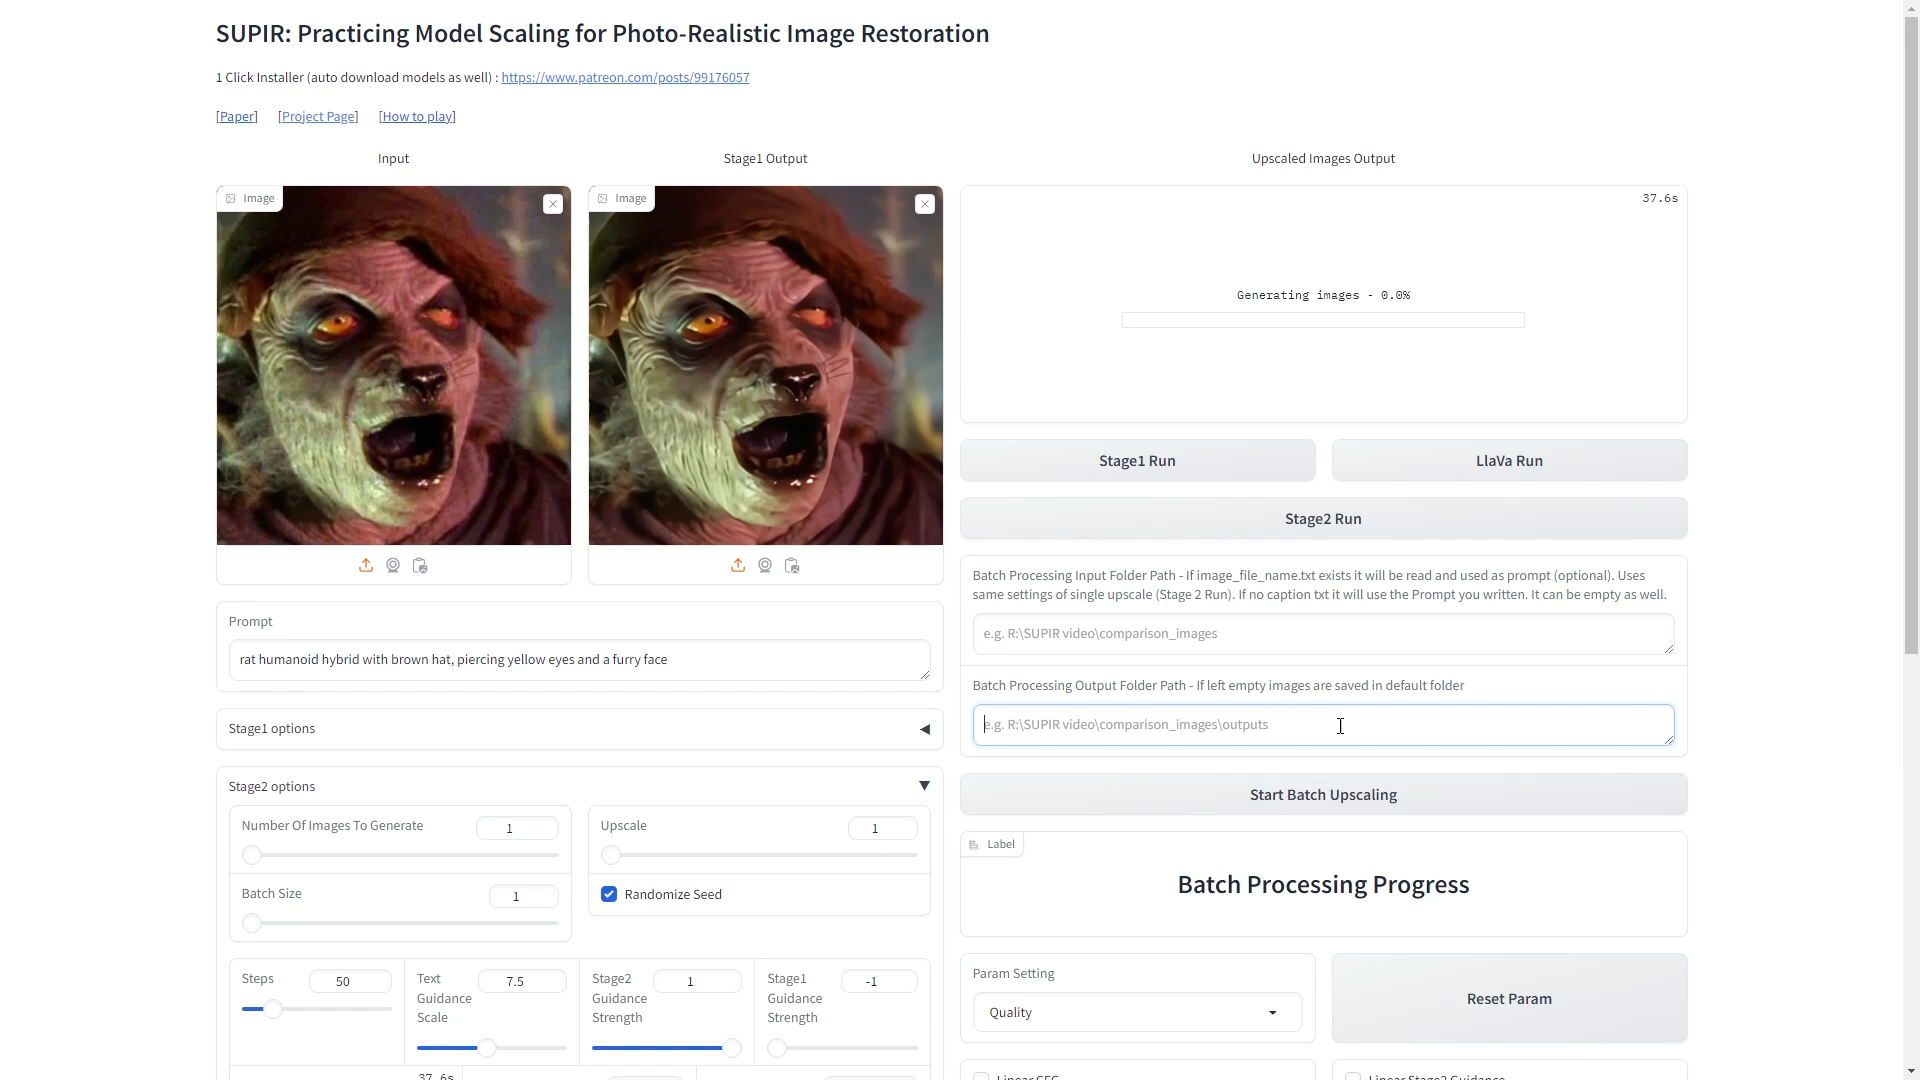 SUPIR: Practicing Model Scaling for Photo-Realistic Image Restoration
1 Click Installer (auto download models as well) : https://www.patreon.com/posts/99176057
[Paper] [Project Page] [How to play]
Input
Stage1 Output
Upscaled Images Output
Image
Image
37.6s
Generating images - 0.0%
Stage1 Run
LlaVa Run
Stage2 Run
Batch Processing Input Folder Path - If image_file_name.txt exists it will be read and used as prompt (optional). Uses
same settings of single upscale (Stage 2 Run). If no caption txt it will use the Prompt you written. It can be empty as well.
e.g. R:\SUPIR video\comparison_images
Batch Processing Output Folder Path - If left empty images are saved in default folder
e.g. R:\SUPIR video\comparison_images\outputs
Start Batch Upscaling
Label
Batch Processing Progress
Param Setting
Quality
Reset Param
Linear CFG
Linear Stage2 Guidance
Prompt
rat humanoid hybrid with brown hat, piercing yellow eyes and a furry face
Stage1 options
Stage2 options
Number Of Images To Generate
1
Upscale
1
Batch Size
1
Randomize Seed
Steps
50
Text
Guidance
Scale
7.5
Stage2
Guidance
Strength
1
Stage1
Guidance
Strength
-1
37.6s